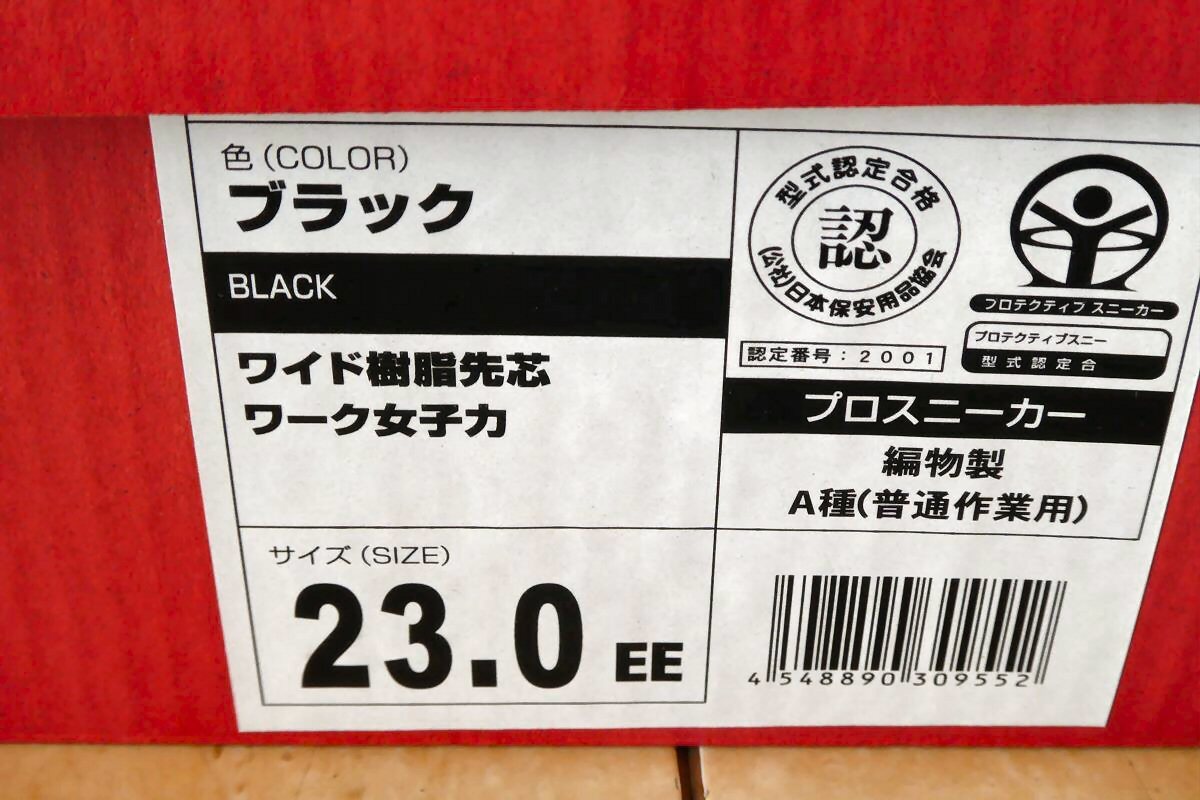 色(COLOR)
ブラック
BLACK
ワイド樹脂先芯
ワーク女子力
サイズ(SIZE)
23.0 EE
型式認定合格
認
(公社)日本保安用品協会
認定番号：2001
プロテクティブ スニーカー
プロテクティブスニー
型式認定合
プロスニーカー
編物製
A種(普通作業用)
4 548890 309552